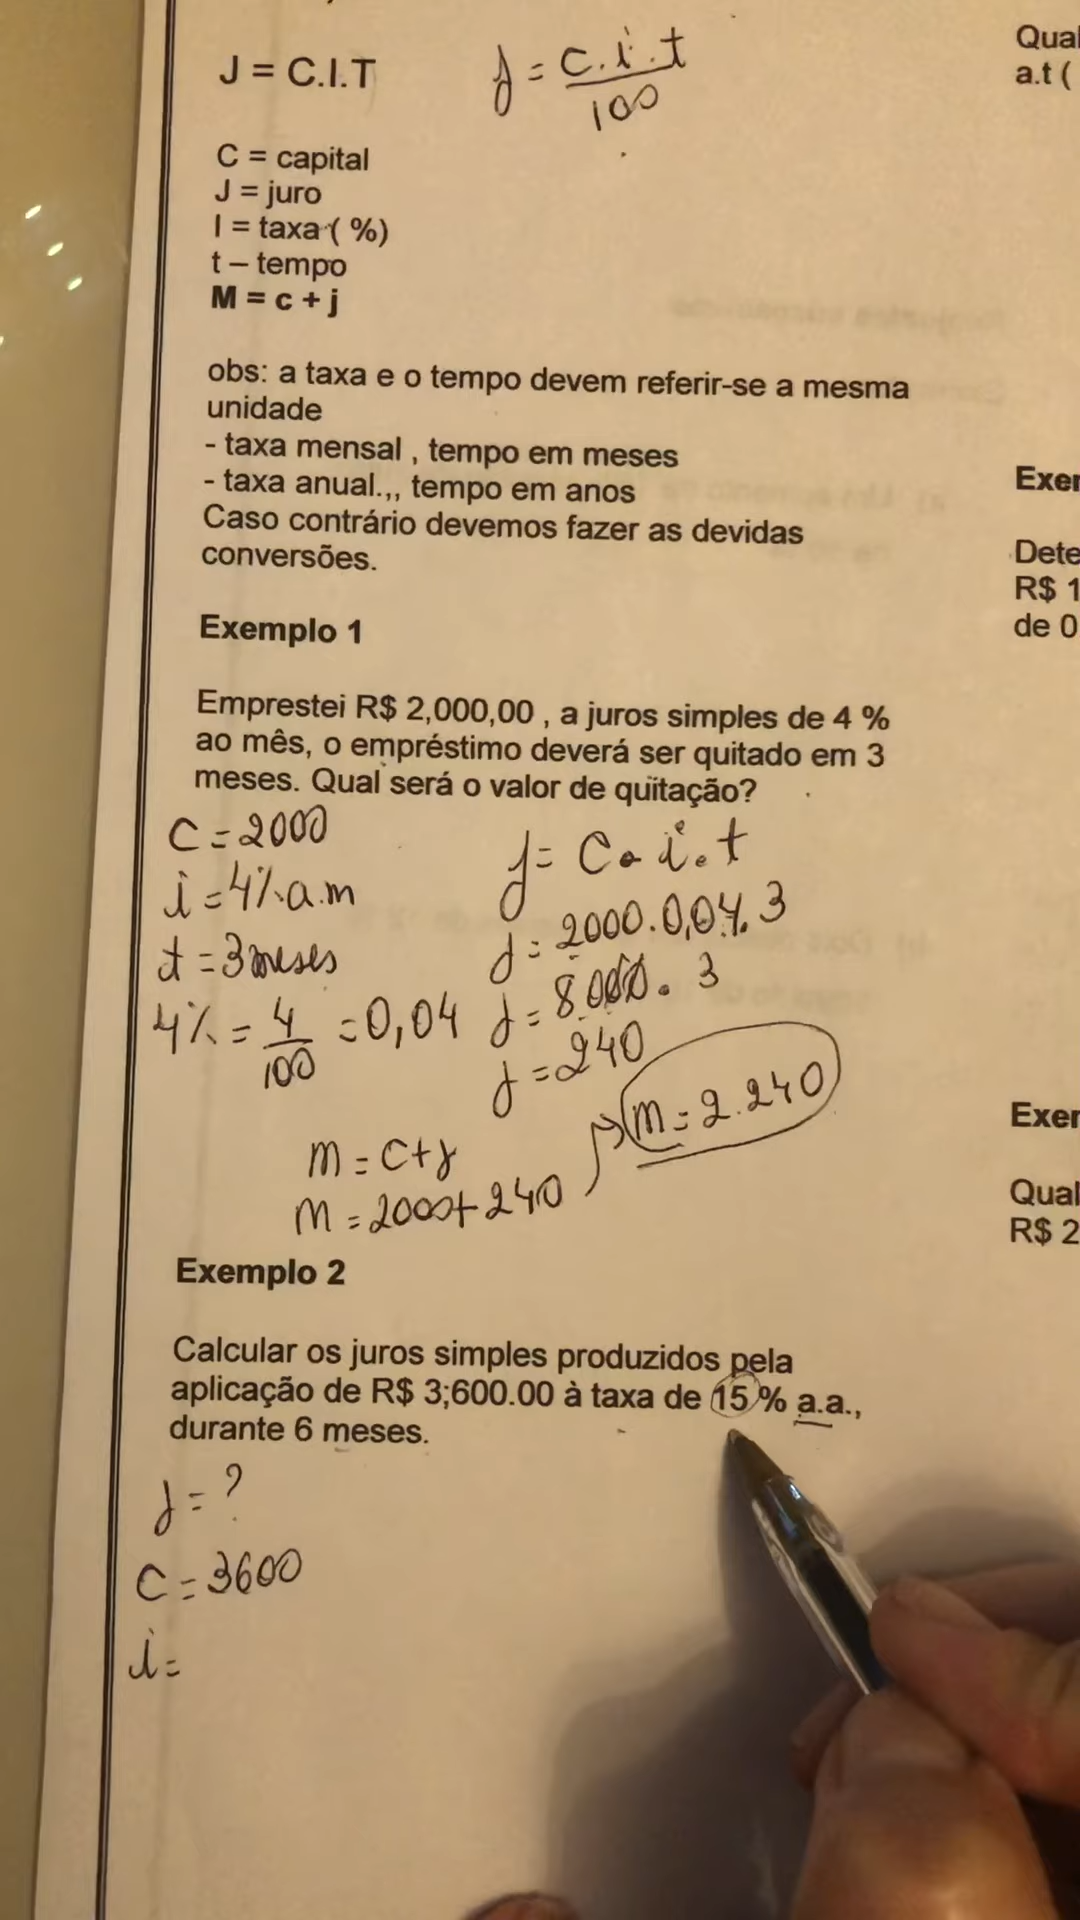 J = C.I.T
j = c.i.t
100
C = capital
J = juro
I = taxa ( %)
t – tempo
M = c + j
obs: a taxa e o tempo devem referir-se a mesma
unidade
- taxa mensal , tempo em meses
- taxa anual.,, tempo em anos
Caso contrário devemos fazer as devidas
conversões.
Exemplo 1
Emprestei R$ 2,000,00 , a juros simples de 4 %
ao mês, o empréstimo deverá ser quitado em 3
meses. Qual será o valor de quitação?
C = 2000
i = 4% a.m
t = 3 meses
4% = 4/100 = 0,04
j = C . i . t
j = 2000 . 0,04 . 3
j = 8000 . 3
j = 240
m = c + j
m = 2000 + 240
m = 2.240
Exemplo 2
Calcular os juros simples produzidos pela
aplicação de R$ 3;600.00 à taxa de 15 % a.a.,
durante 6 meses.
j = ?
C = 3600
i =
Qual
a.t (
Exer
Dete
R$ 1
de 0
Exer
Qual
R$ 2